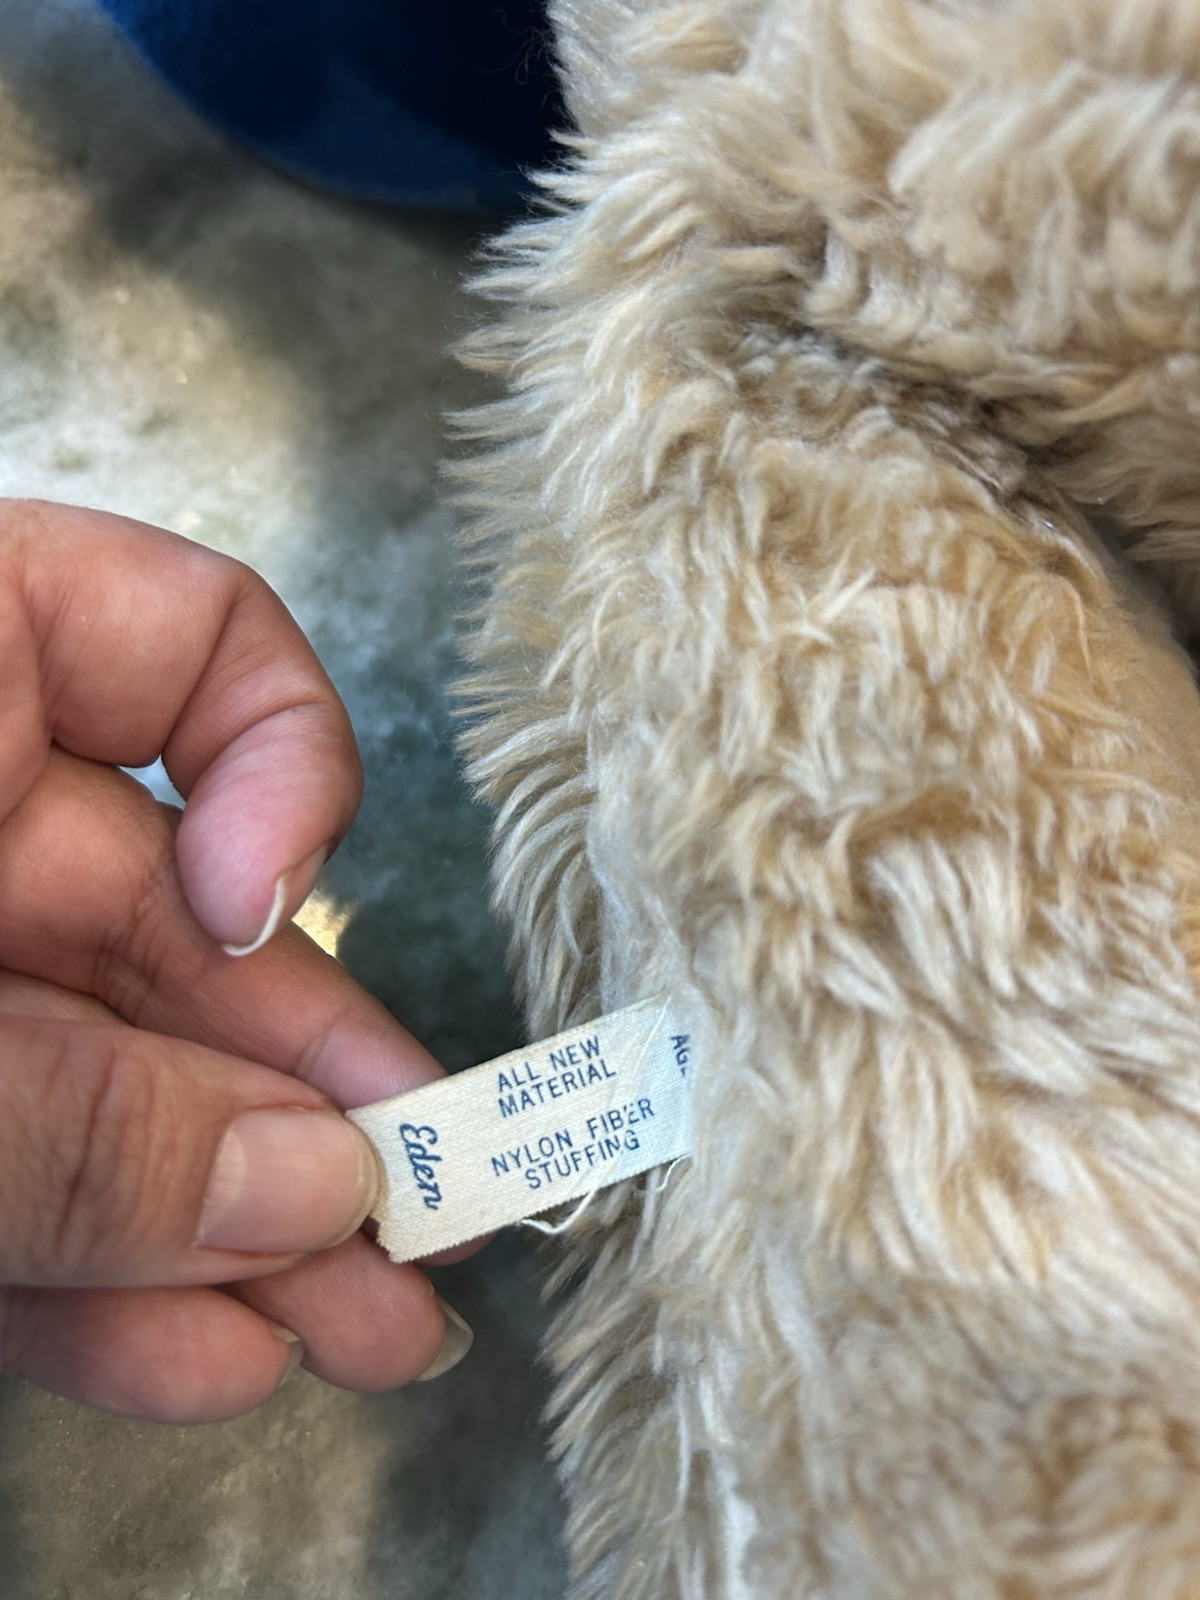 Eden
ALL NEW
MATERIAL
NYLON FIBER
STUFFING